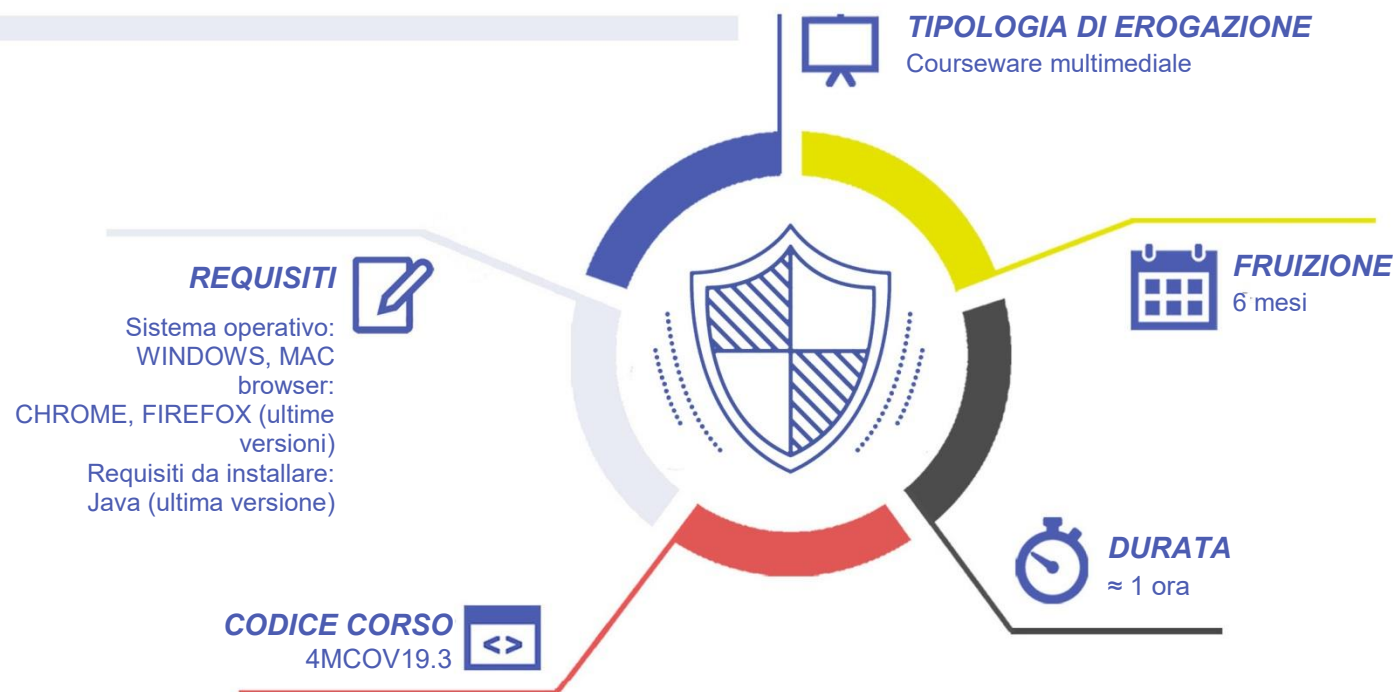 TIPOLOGIA DI EROGAZIONE
Courseware multimediale
REQUISITI
Sistema operativo:
WINDOWS, MAC
browser:
CHROME, FIREFOX (ultime
versioni)
Requisiti da installare:
Java (ultima versione)
FRUIZIONE
6 mesi
DURATA
≈ 1 ora
CODICE CORSO
<>
4MCOV19.3